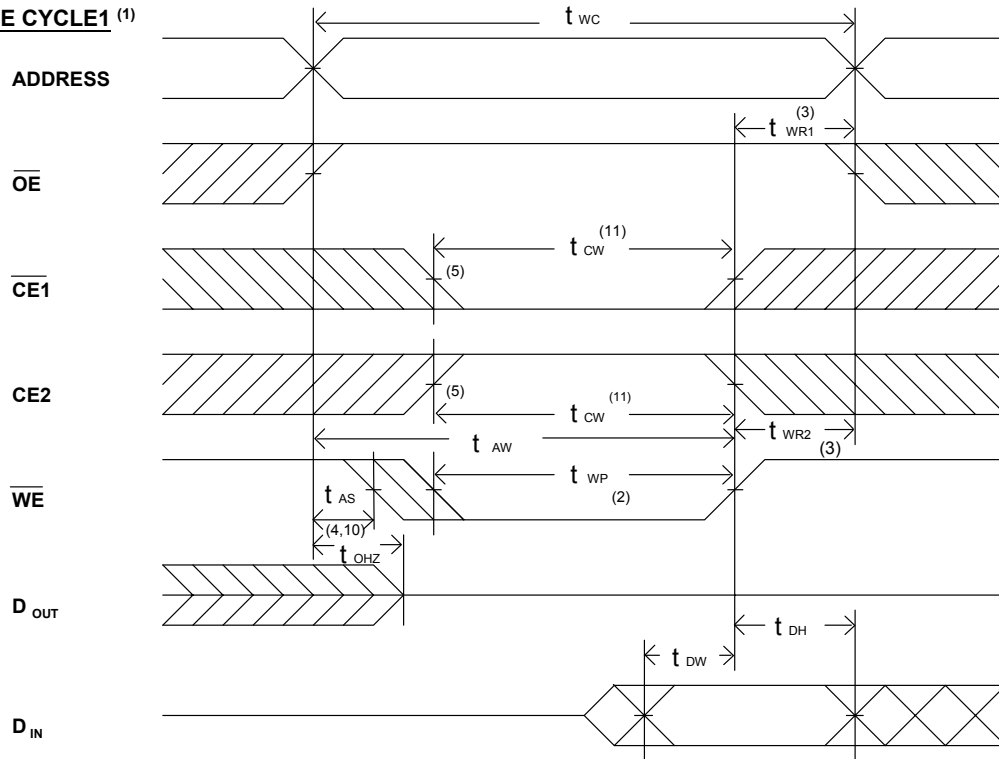 E CYCLE1 (1)
t WC
ADDRESS
t WR1 (3)
OE
t CW (11)
CE1
(5)
CE2
(5)
t CW (11)
t AW
t WR2
(3)
t WP (2)
WE
t AS
(4,10)
t OHZ
D OUT
t DH
t DW
D IN